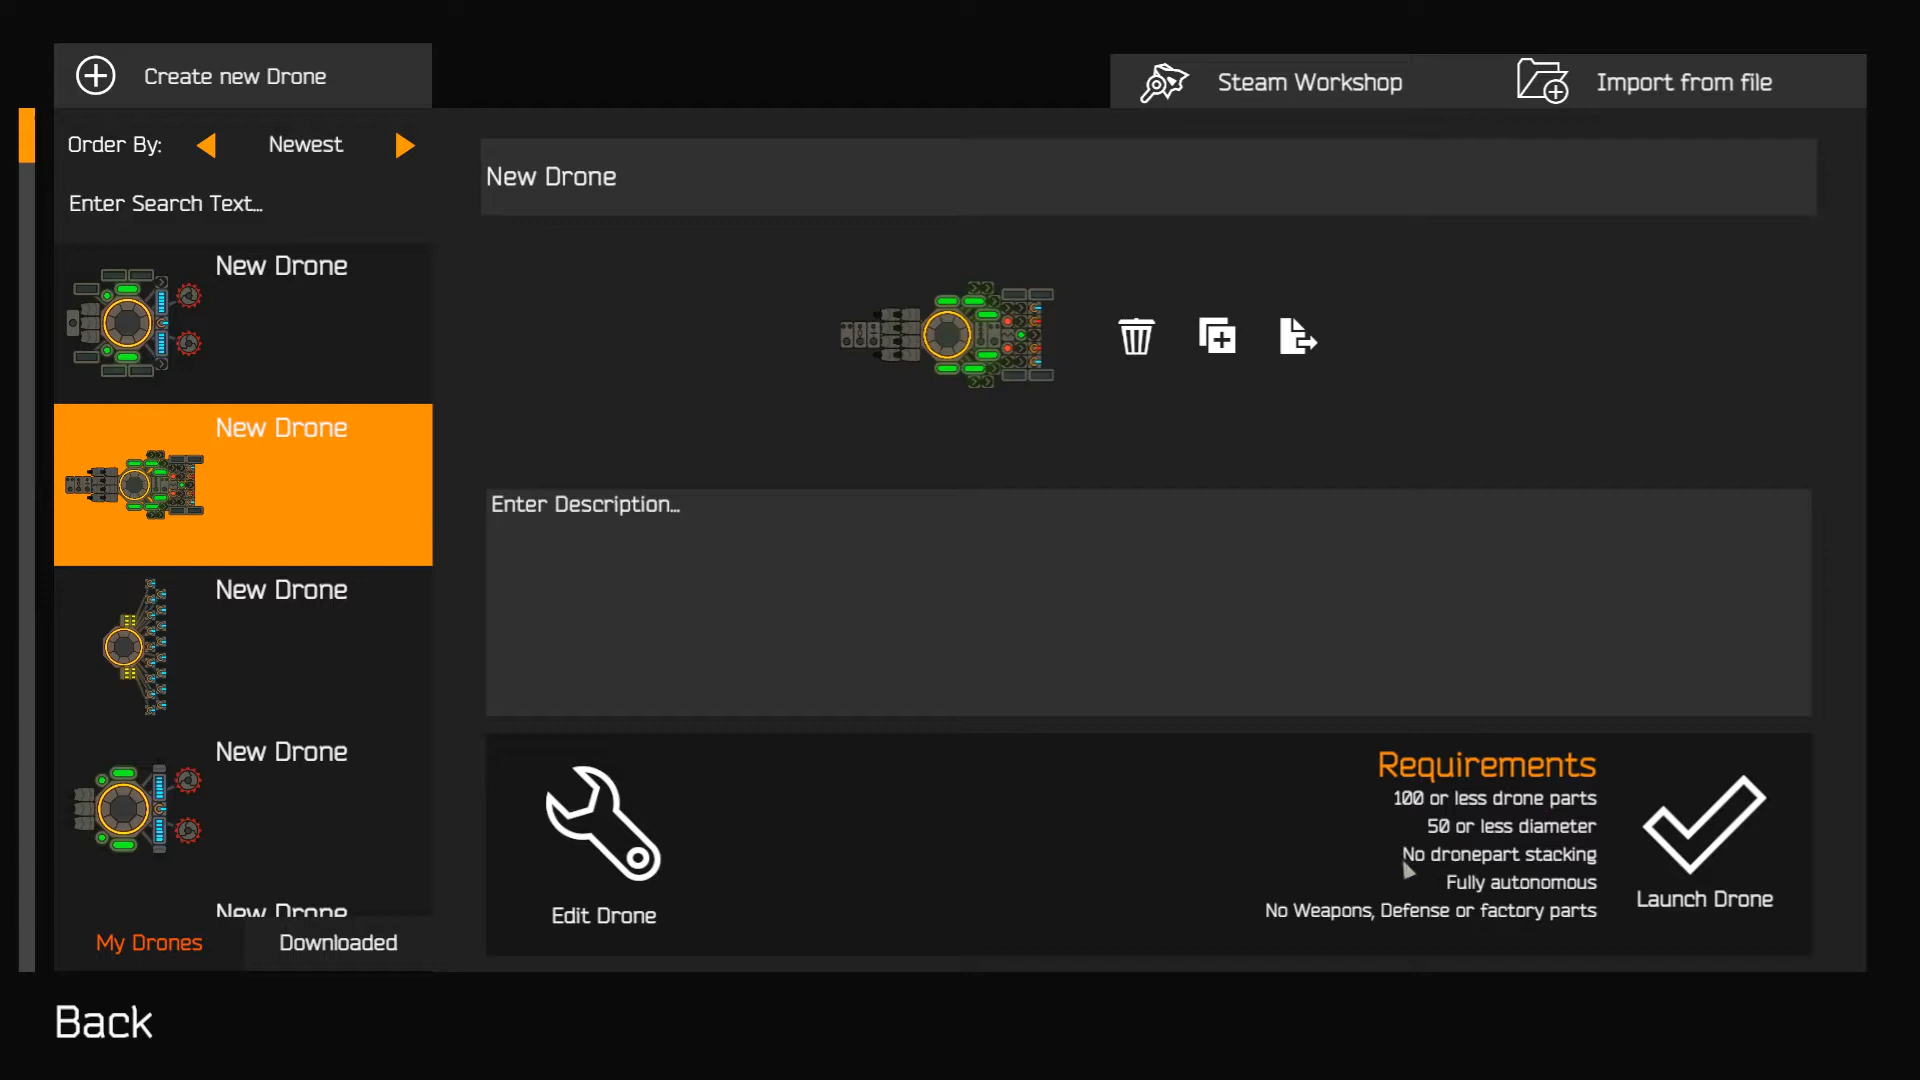 Create new Drone
Steam Workshop
Import from file
Order By:
Newest
Enter Search Text...
New Drone
New Drone
New Drone
New Drone
New Drone
New Drone
Enter Description...
Edit Drone
Requirements
100 or less drone parts
50 or less diameter
No dronepart stacking
Fully autonomous
No Weapons, Defense or factory parts
Launch Drone
My Drones
Downloaded
Back